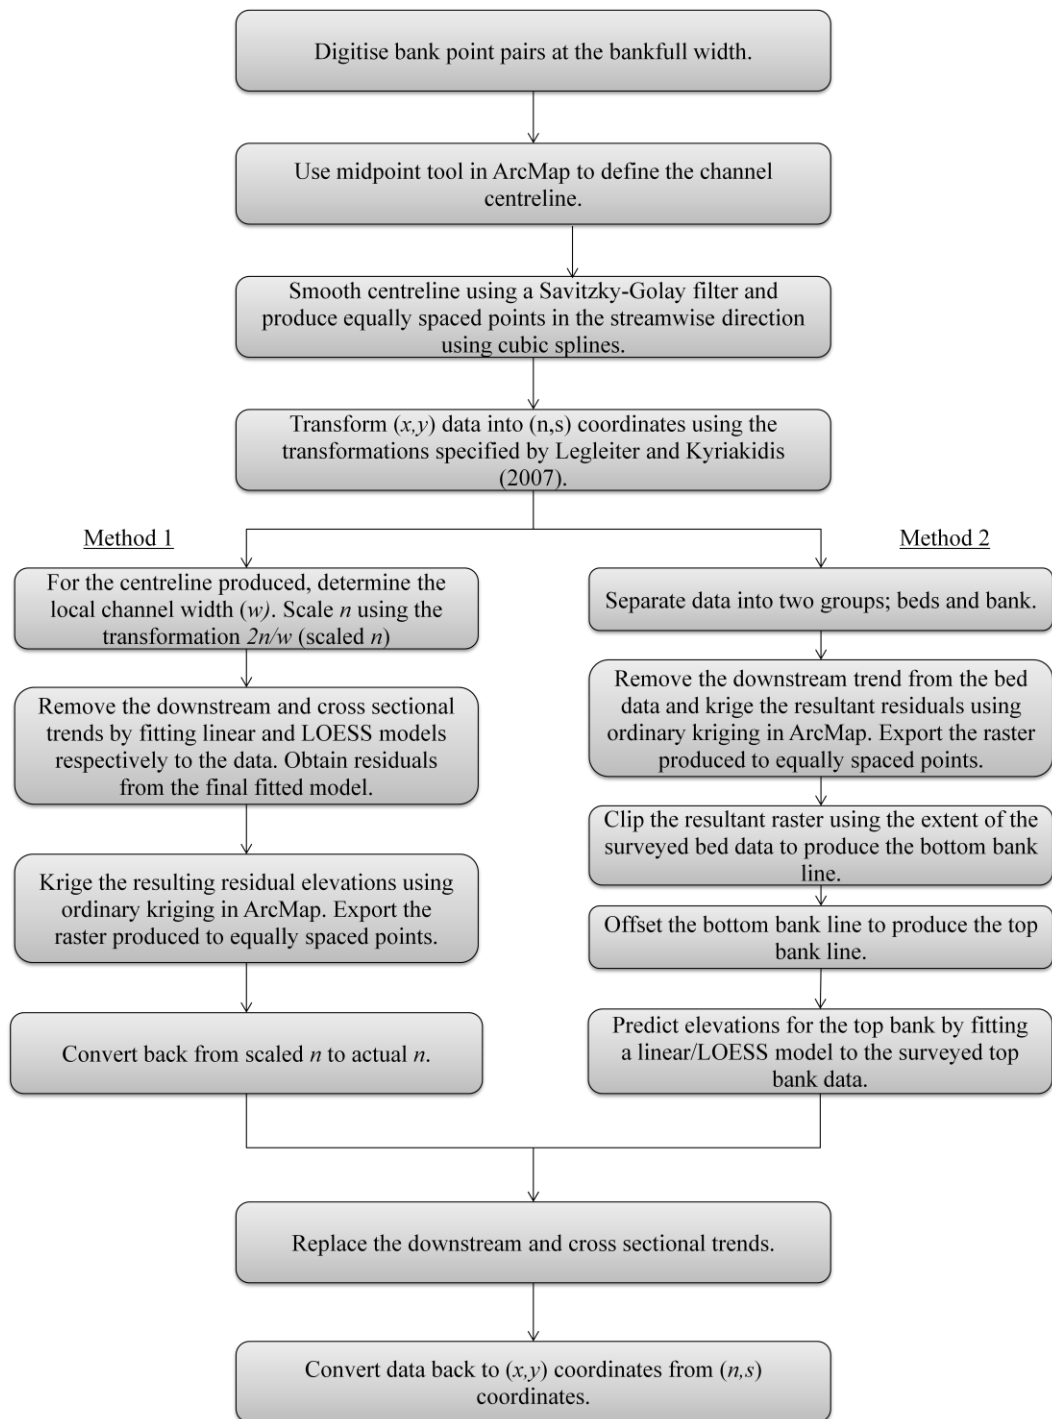 Digitise bank point pairs at the bankfull width.
Use midpoint tool in ArcMap to define the channel
centreline.
Smooth centreline using a Savitzky-Golay filter and
produce equally spaced points in the streamwise direction
using cubic splines.
Transform (x,y) data into (n,s) coordinates using the
transformations specified by Legleiter and Kyriakidis
(2007).
Method 1
For the centreline produced, determine the
local channel width (w). Scale n using the
transformation 2n/w (scaled n)
Remove the downstream and cross sectional
trends by fitting linear and LOESS models
respectively to the data. Obtain residuals
from the final fitted model.
Krige the resulting residual elevations using
ordinary kriging in ArcMap. Export the
raster produced to equally spaced points.
Convert back from scaled n to actual n.
Method 2
Separate data into two groups; beds and bank.
Remove the downstream trend from the bed
data and krige the resultant residuals using
ordinary kriging in ArcMap. Export the raster
produced to equally spaced points.
Clip the resultant raster using the extent of the
surveyed bed data to produce the bottom bank
line.
Offset the bottom bank line to produce the top
bank line.
Predict elevations for the top bank by fitting
a linear/LOESS model to the surveyed top
bank data.
Replace the downstream and cross sectional trends.
Convert data back to (x,y) coordinates from (n,s)
coordinates.